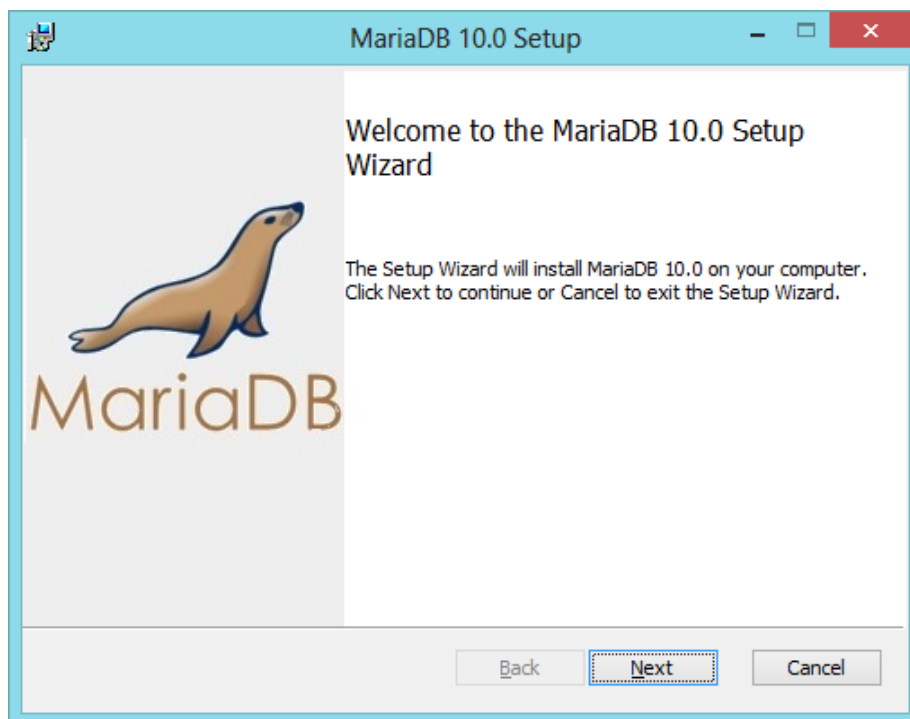 MariaDB 10.0 Setup
Welcome to the MariaDB 10.0 Setup
Wizard
The Setup Wizard will install MariaDB 10.0 on your computer.
Click Next to continue or Cancel to exit the Setup Wizard.
MariaDB
Back Next Cancel